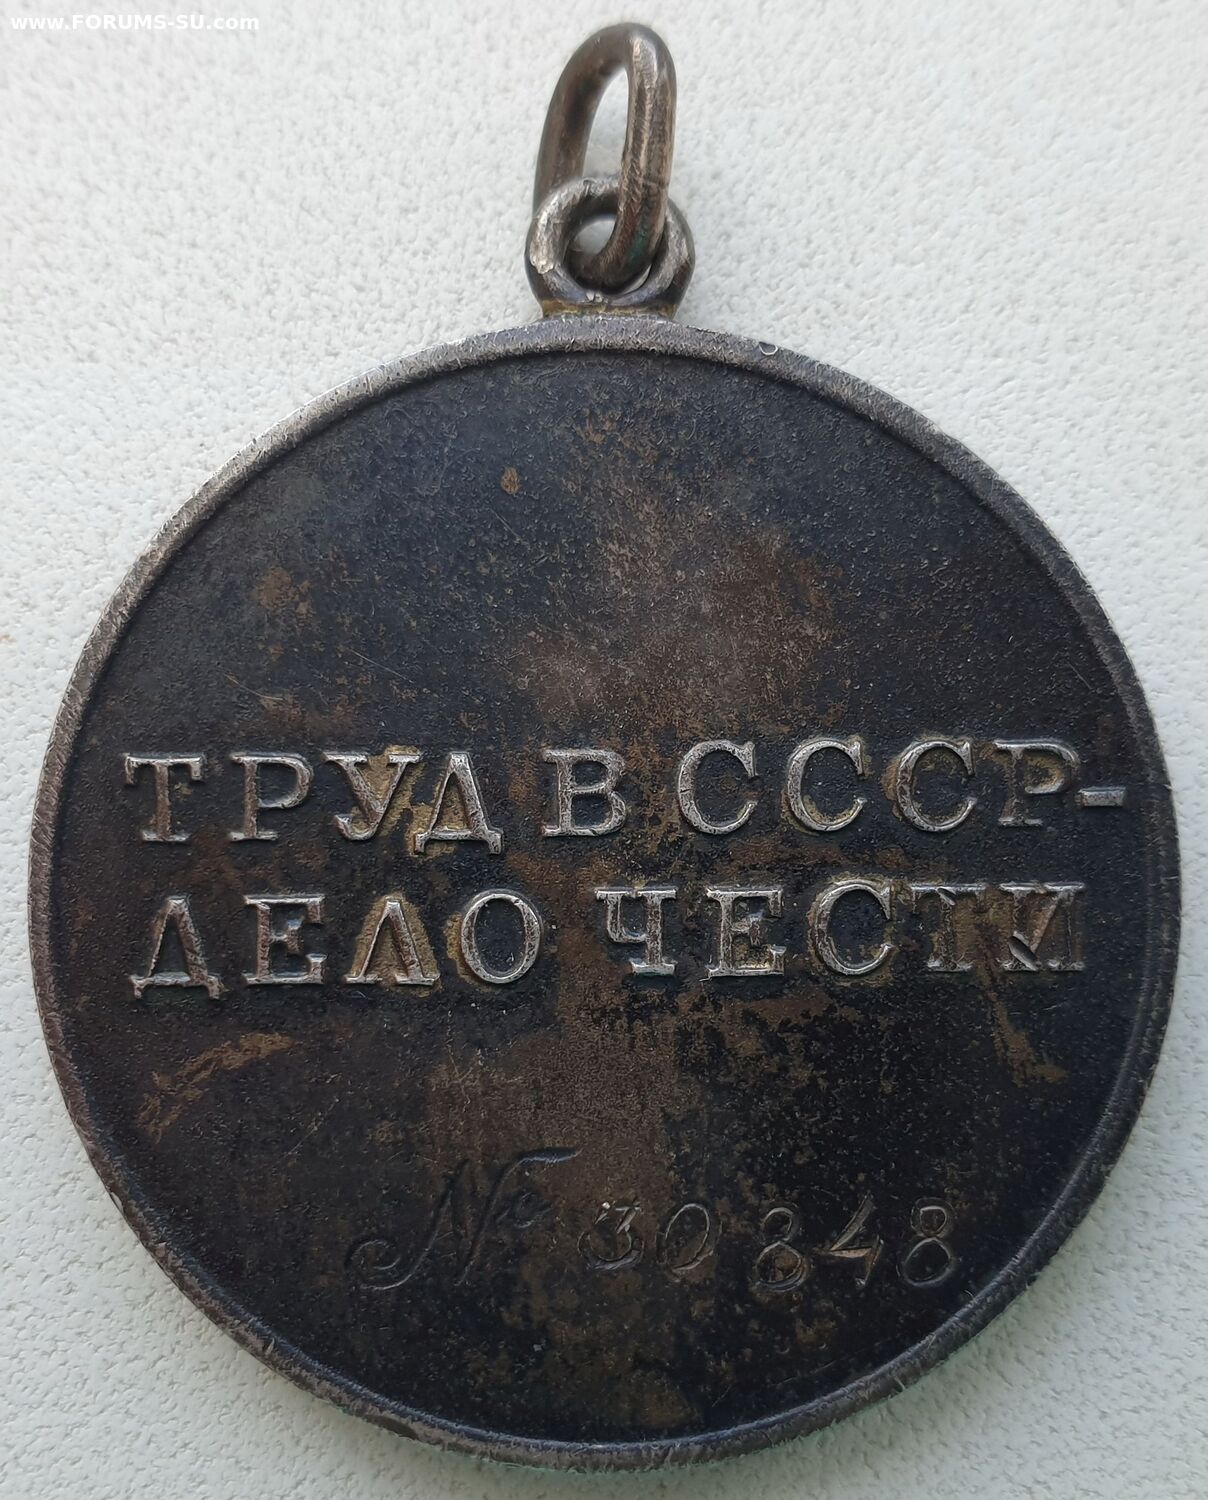 www.FORUMS-SU.com
ТРУД В СССР-
ДЕЛО ЧЕСТИ
№ 30848